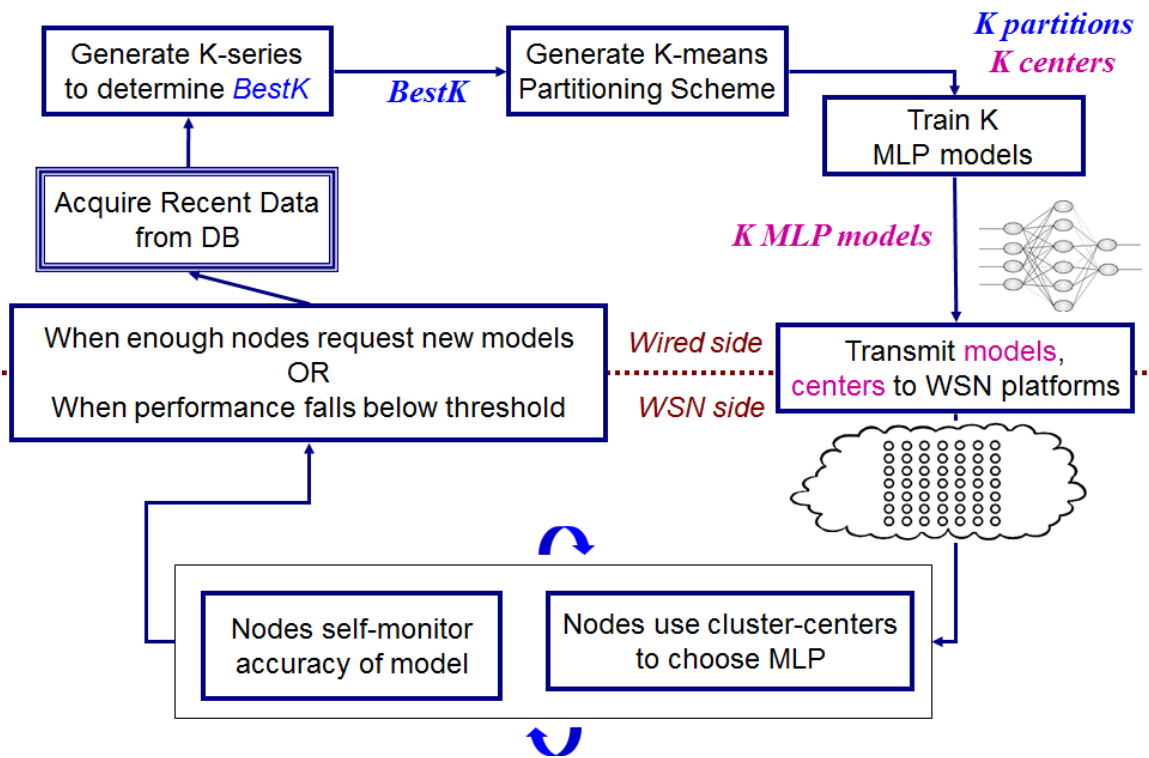 Generate K-series
to determine BestK
BestK
Generate K-means
Partitioning Scheme
K partitions
K centers
Train K
MLP models
Acquire Recent Data
from DB
K MLP models
When enough nodes request new models
OR
When performance falls below threshold
Wired side
WSN side
Transmit models,
centers to WSN platforms
Nodes self-monitor
accuracy of model
Nodes use cluster-centers
to choose MLP